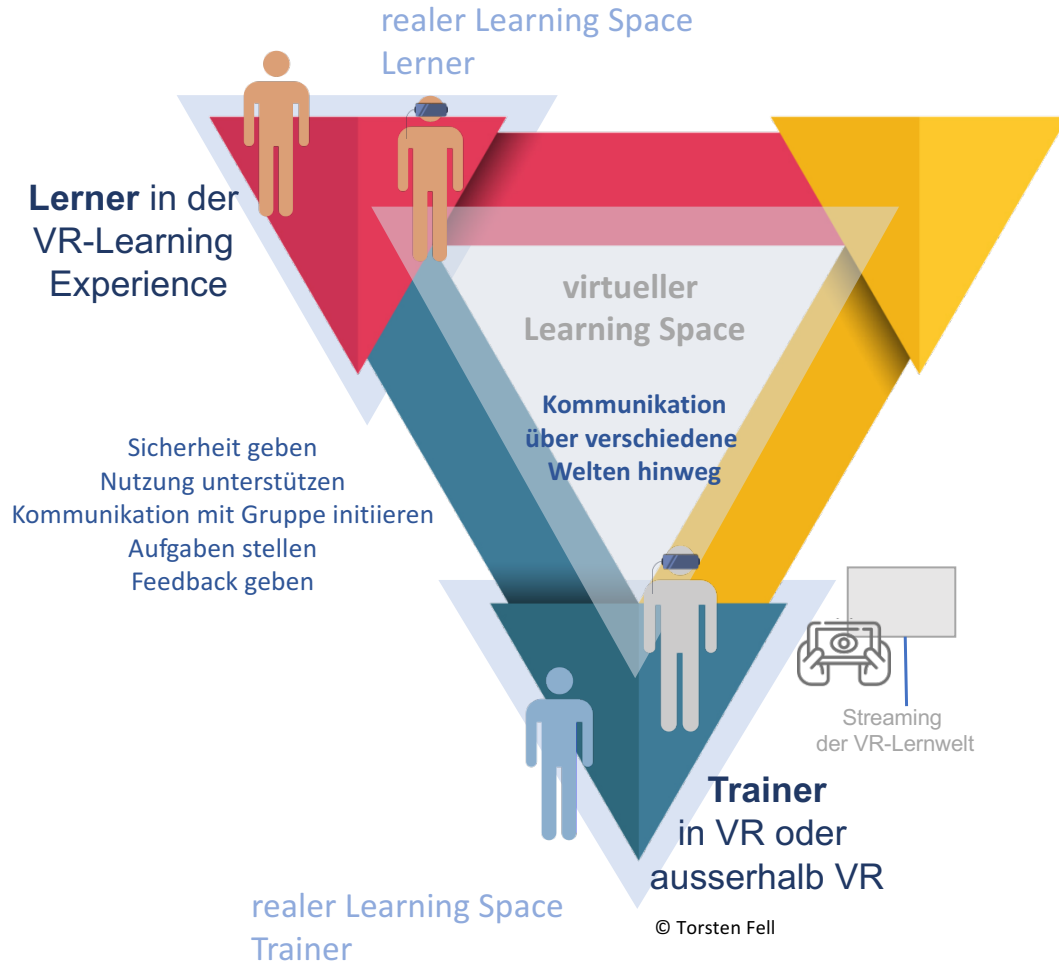 realer Learning Space
Lerner
Lerner in der
VR-Learning
Experience
virtueller
Learning Space
Kommunikation
über verschiedene
Welten hinweg
Sicherheit geben
Nutzung unterstützen
Kommunikation mit Gruppe initiieren
Aufgaben stellen
Feedback geben
Streaming
der VR-Lernwelt
Trainer
in VR oder
ausserhalb VR
realer Learning Space
Trainer
© Torsten Fell